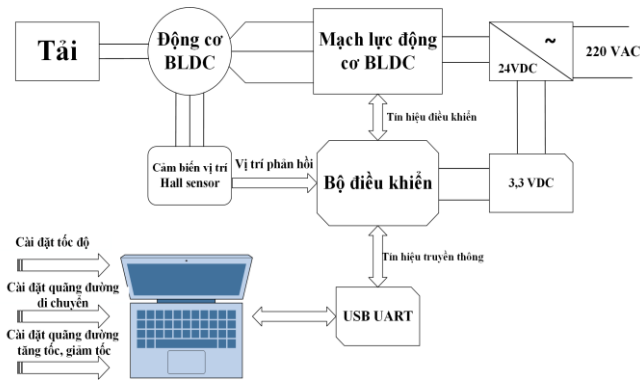 Tải
Động cơ
BLDC
Mạch lực động
cơ BLDC
~
24VDC
220 VAC
Tín hiệu điều khiển
Cảm biến vị trí
Hall sensor
Vị trí phản hồi
Bộ điều khiển
3,3 VDC
Cài đặt tốc độ
Tín hiệu truyền thông
Cài đặt quãng đường
di chuyển
USB UART
Cài đặt quãng đường
tăng tốc, giảm tốc